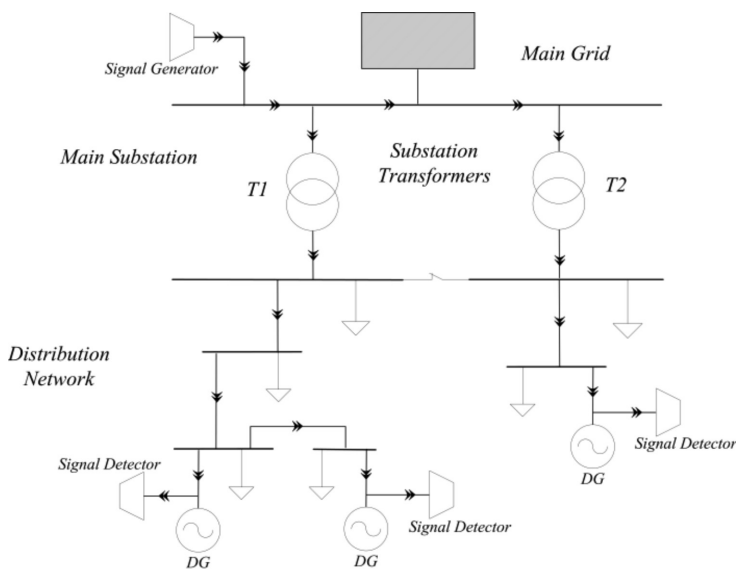 Main Grid
Signal Generator
Main Substation
Substation
Transformers
T1
T2
Distribution
Network
Signal Detector
DG
Signal Detector
DG
Signal Detector
DG